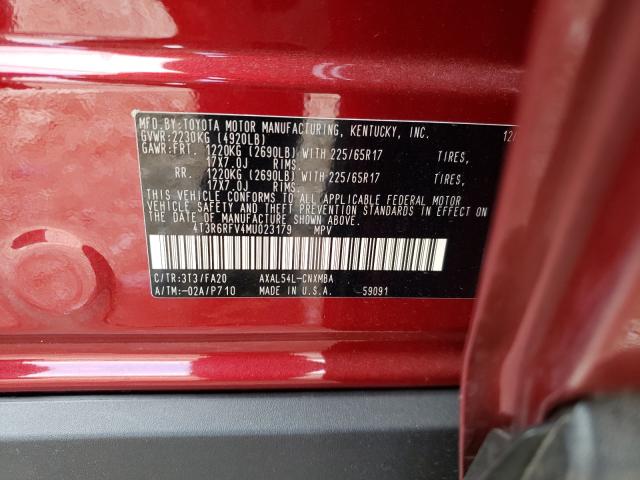 MFD.BY:TOYOTA MOTOR MANUFACTURING, KENTUCKY, INC. 12/
GVWR:2230KG (4920LB)
GAWR:FRT. 1220KG (2690LB) WITH 225/65R17 TIRES,
17X7.0J RIMS.
RR. 1220KG (2690LB) WITH 225/65R17 TIRES,
17X7.0J RIMS.
THIS VEHICLE CONFORMS TO ALL APPLICABLE FEDERAL MOTOR
VEHICLE SAFETY AND THEFT PREVENTION STANDARDS IN EFFECT
ON THE DATE OF MANUFACTURE SHOWN ABOVE.
4T3R6RFV4MU023179 MPV
C/TR:3T3/FA20 AXAL54L-CNXMBA
A/TM:-02A/P710 MADE IN U.S.A. -59091